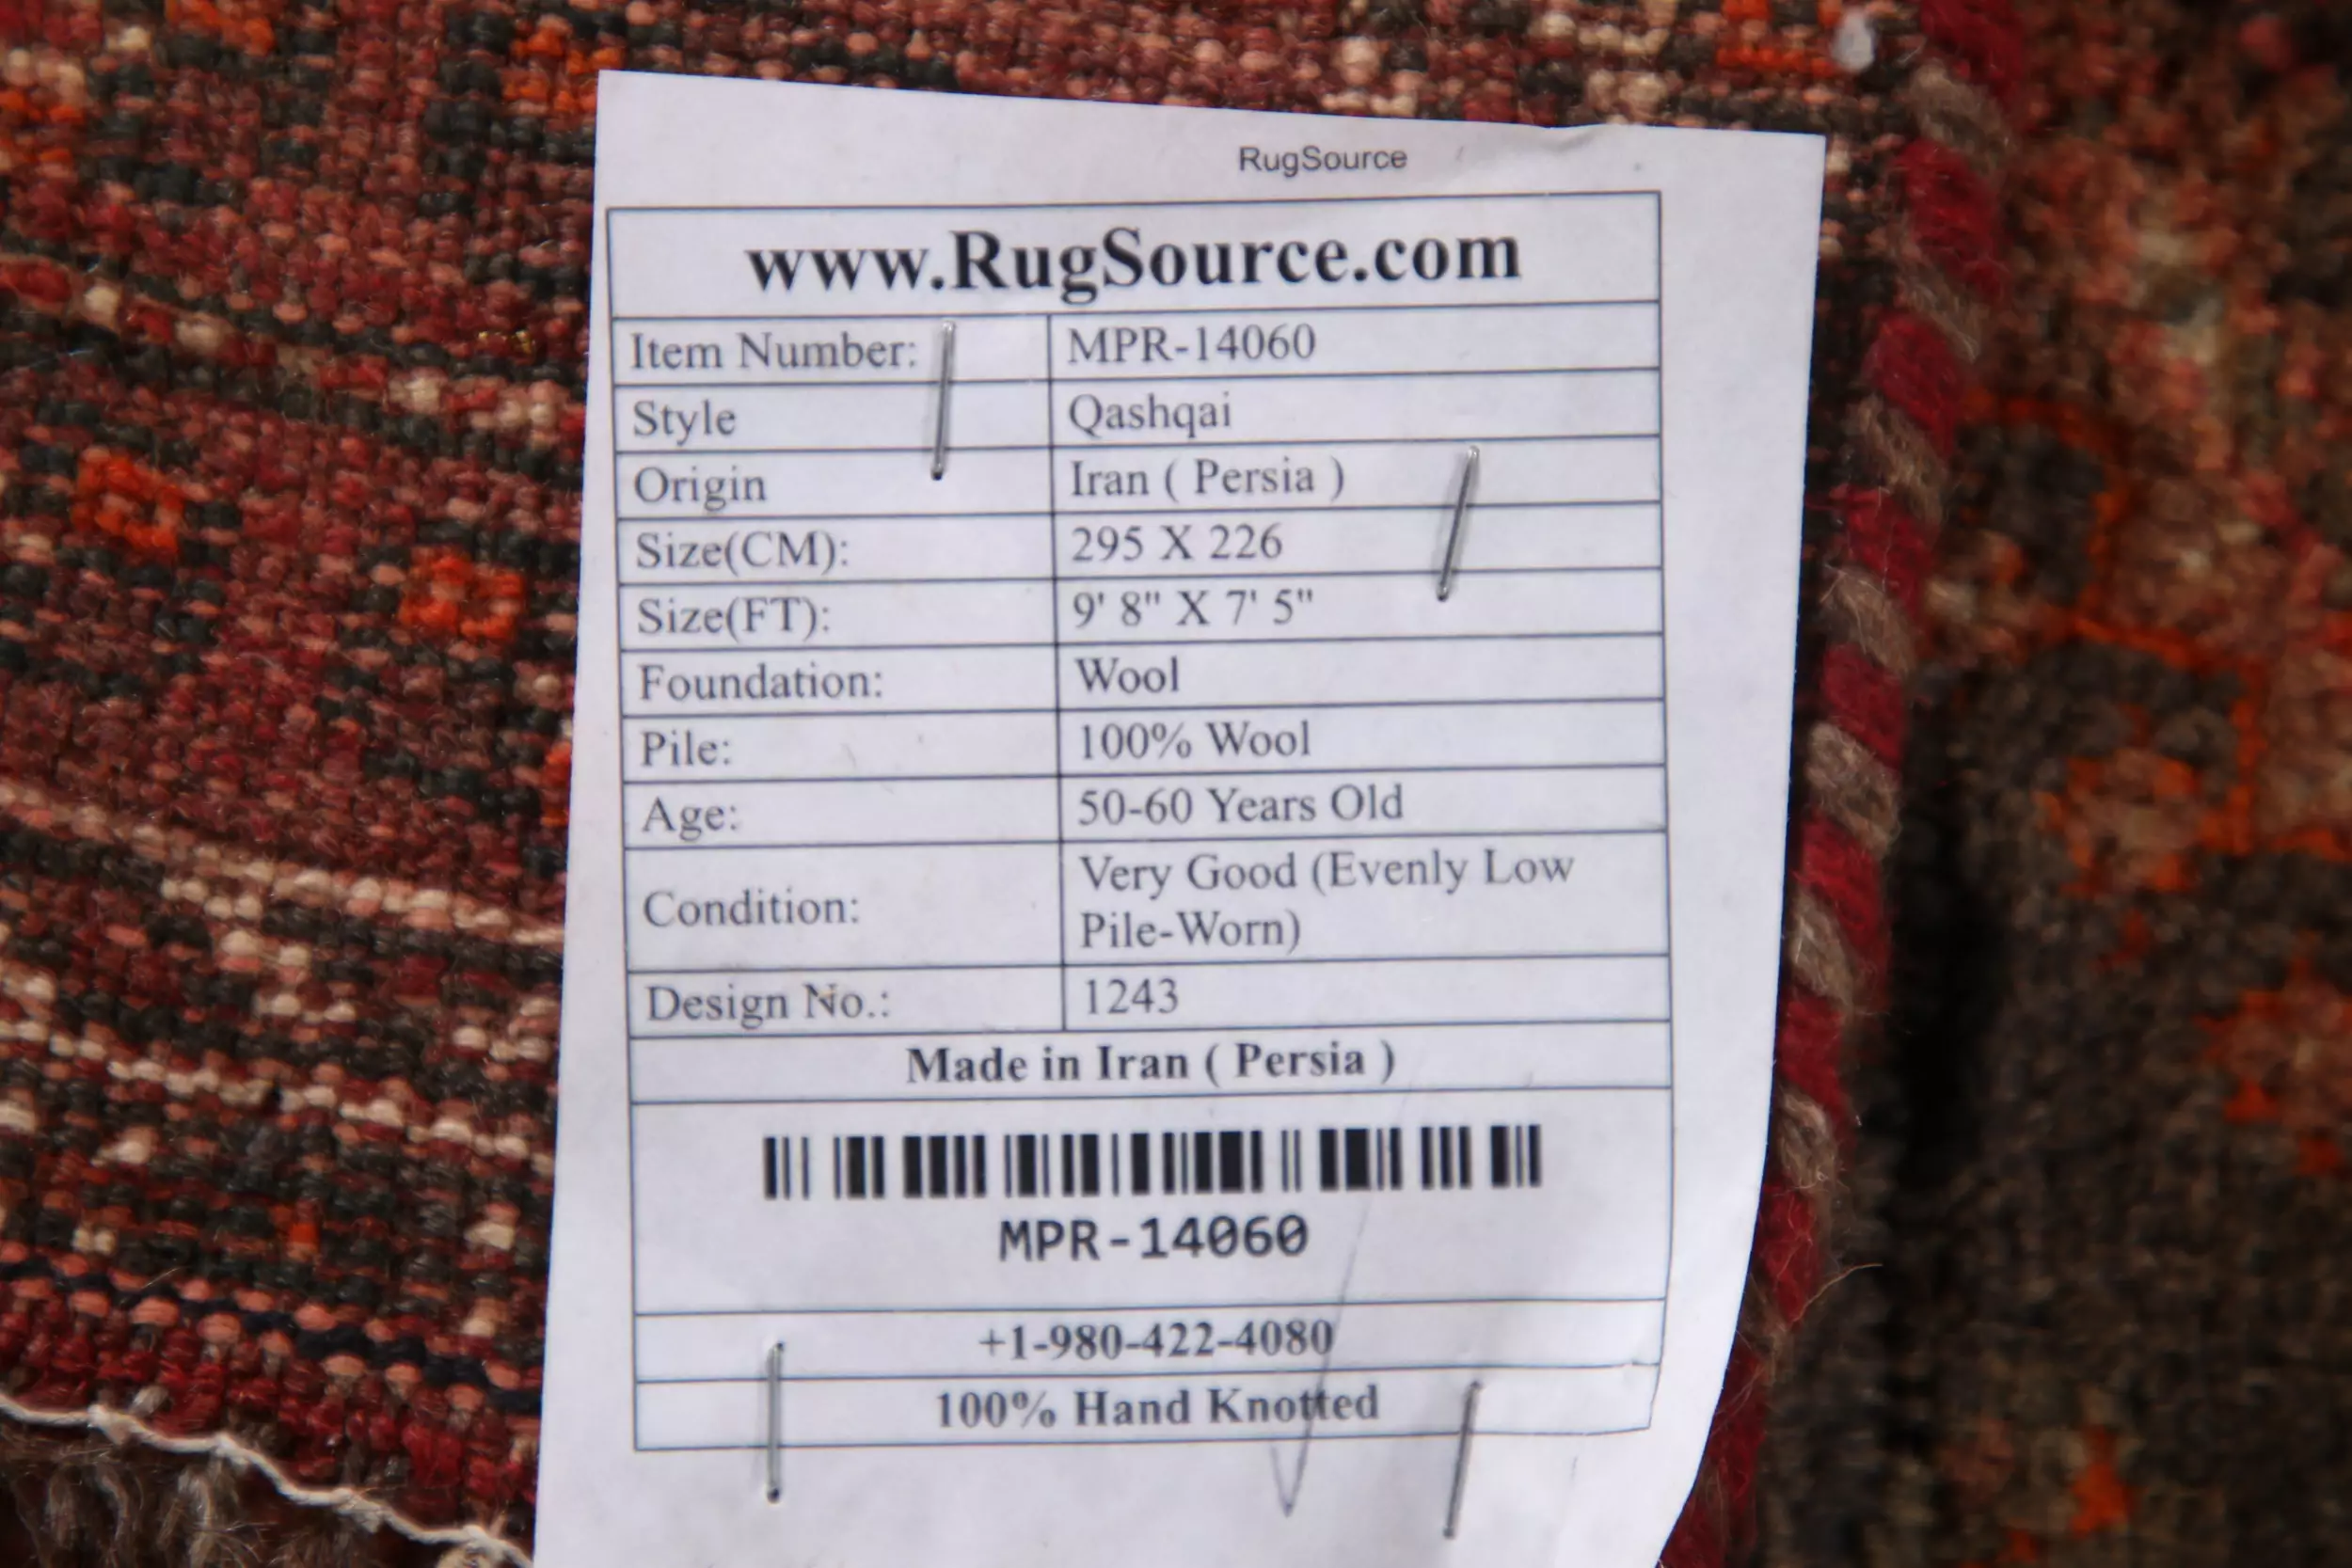 RugSource
www.RugSource.com
Item Number: MPR-14060
Style Qashqai
Origin Iran ( Persia )
Size(CM): 295 X 226
Size(FT): 9' 8" X 7' 5"
Foundation: Wool
Pile: 100% Wool
Age: 50-60 Years Old
Condition: Very Good (Evenly Low
Pile-Worn)
Design No.: 1243
Made in Iran ( Persia )
MPR-14060
+1-980-422-4080
100% Hand Knotted